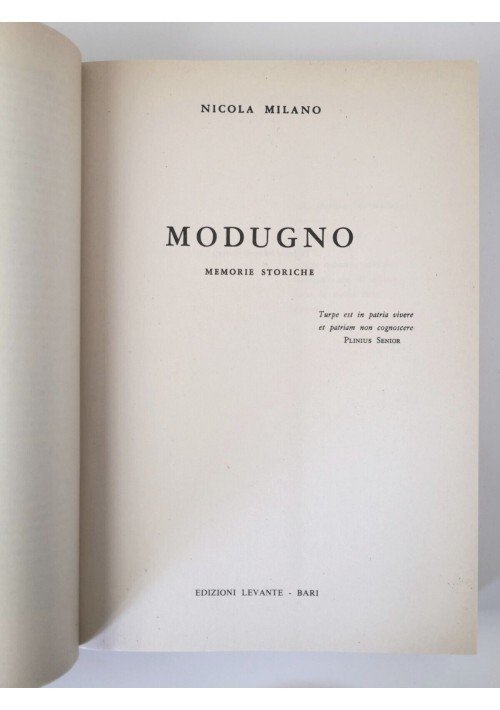 NICOLA MILANO
MODUGNO
MEMORIE STORICHE
Turpe est in patria vivere
et patriam non cognoscere
PLINIUS SENIOR
EDIZIONI LEVANTE - BARI